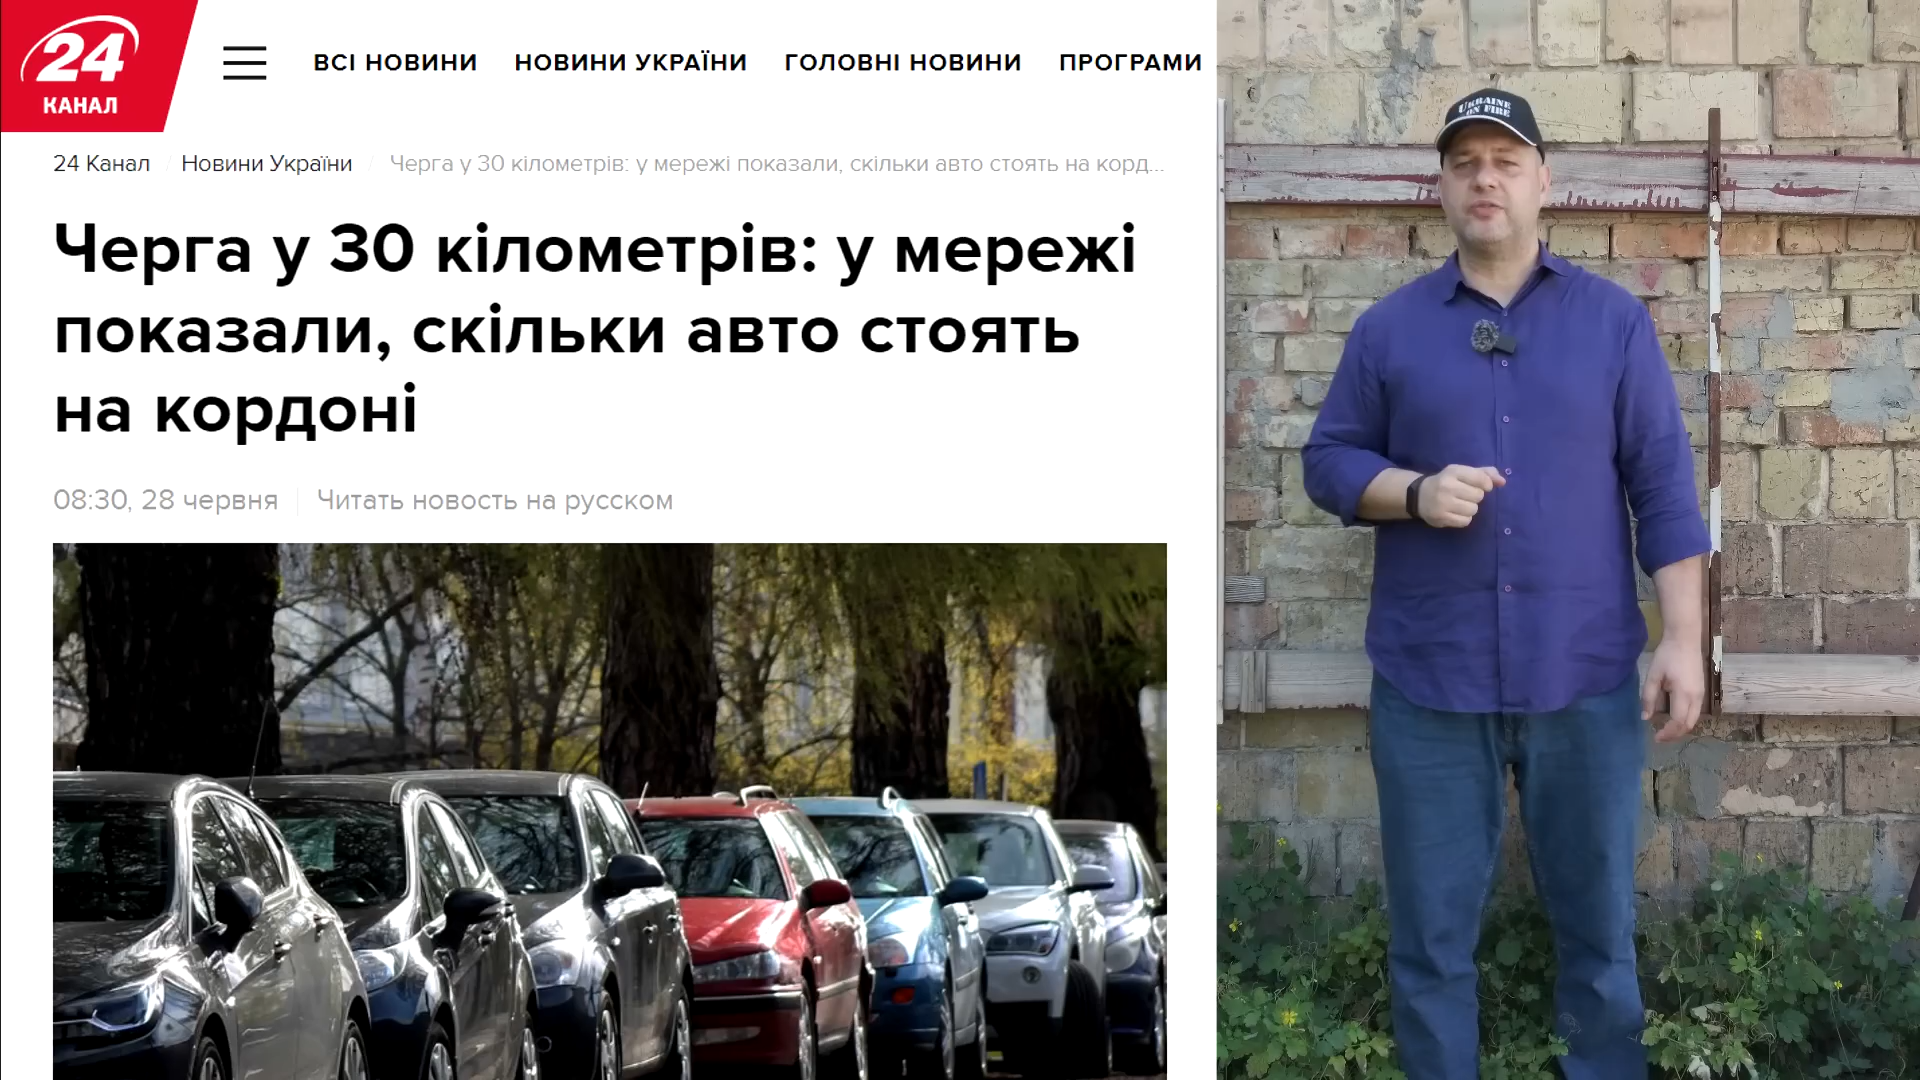 24
КАНАЛ
ВСІ НОВИНИ НОВИНИ УКРАЇНИ ГОЛОВНІ НОВИНИ ПРОГРАМИ
24 Канал / Новини України / Черга у 30 кілометрів: у мережі показали, скільки авто стоять на корд...
Черга у 30 кілометрів: у мережі
показали, скільки авто стоять
на кордоні
08:30, 28 червня | Читать новость на русском
UKRAINE
ON FIRE